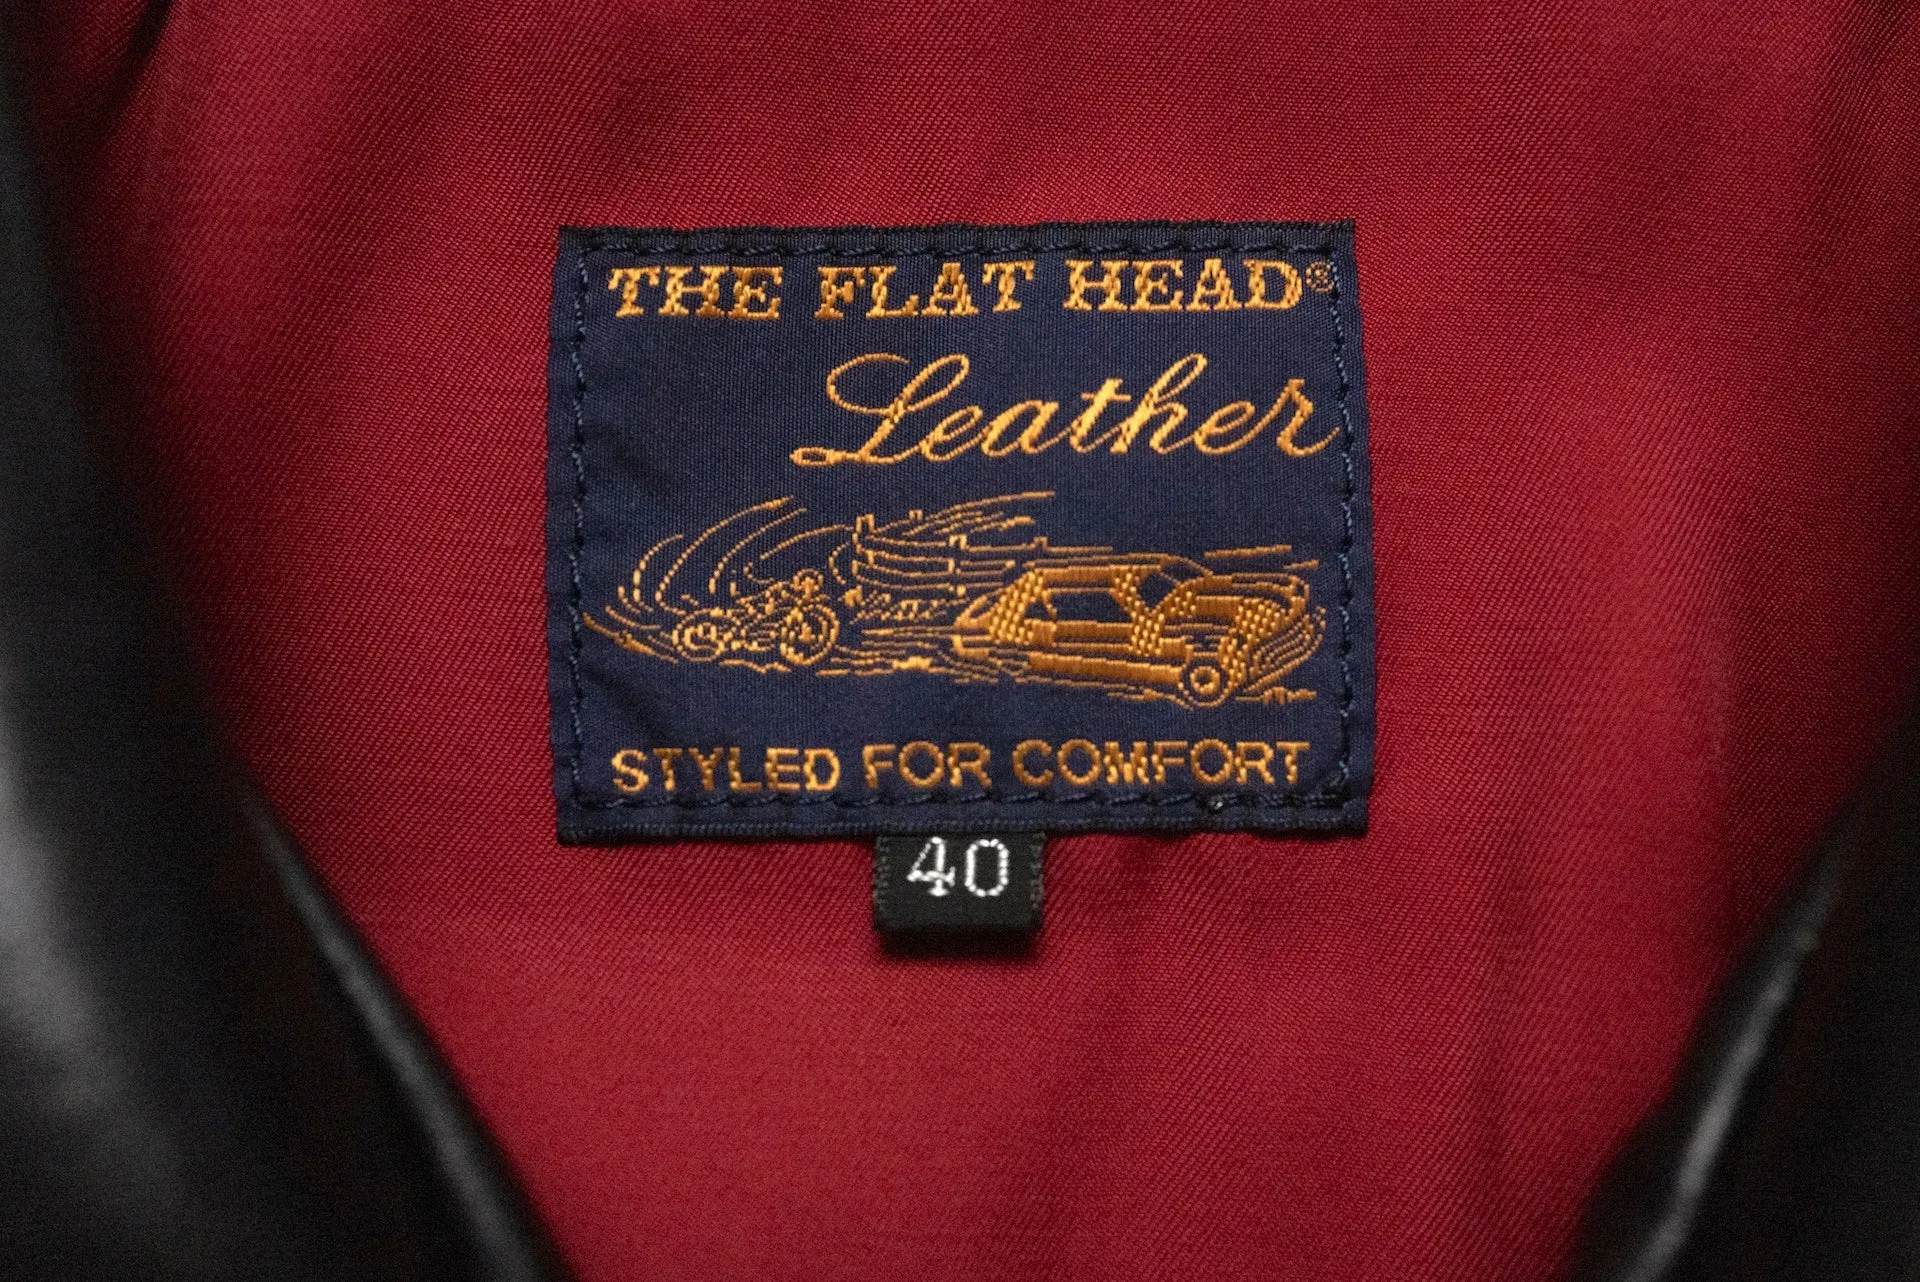 THE FLAT HEAD®
Leather
STYLED FOR COMFORT
40